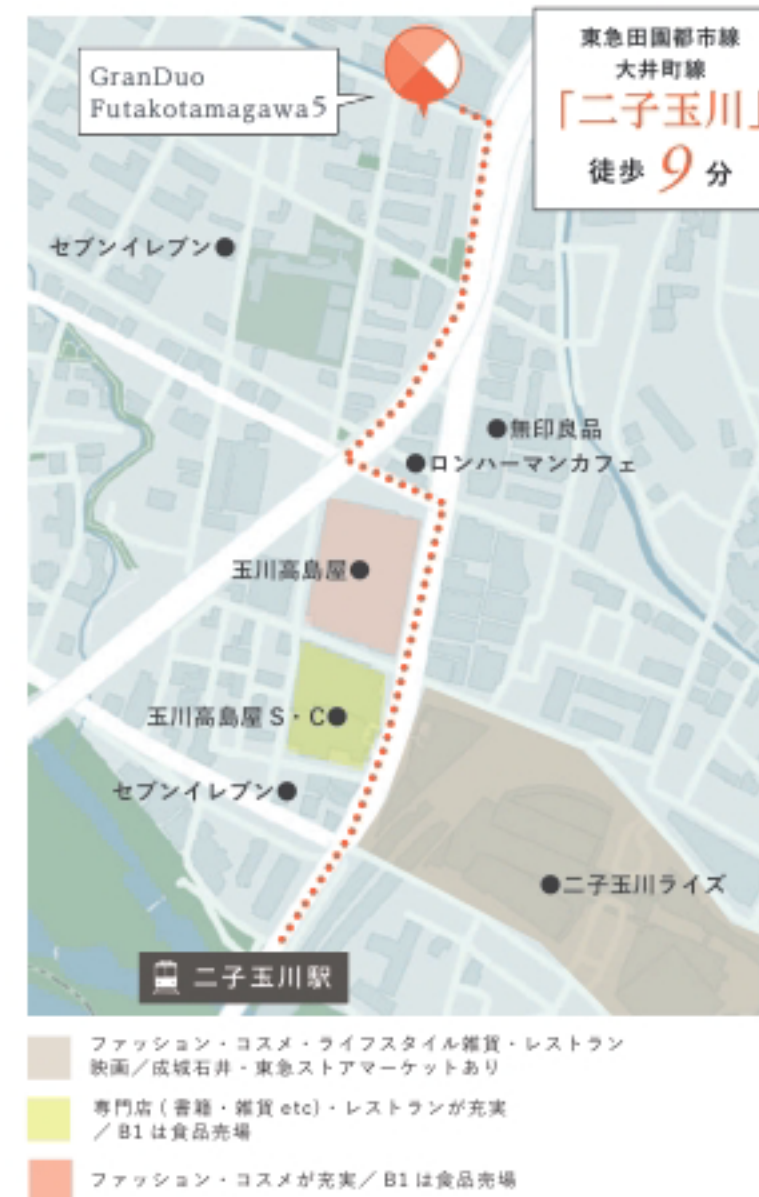 東急田園都市線
大井町線
「二子玉川」
徒歩 9 分
GranDuo
Futakotamagawa5
セブンイレブン
無印良品
ロンハーマンカフェ
玉川高島屋
玉川高島屋 S・C
セブンイレブン
二子玉川ライズ
二子玉川駅
ファッション・コスメ・ライフスタイル雑貨・レストラン
映画／成城石井・東急ストアマーケットあり
専門店 ( 書籍・雑貨 etc)・レストランが充実
／ B1 は食品売場
ファッション・コスメが充実／ B1 は食品売場